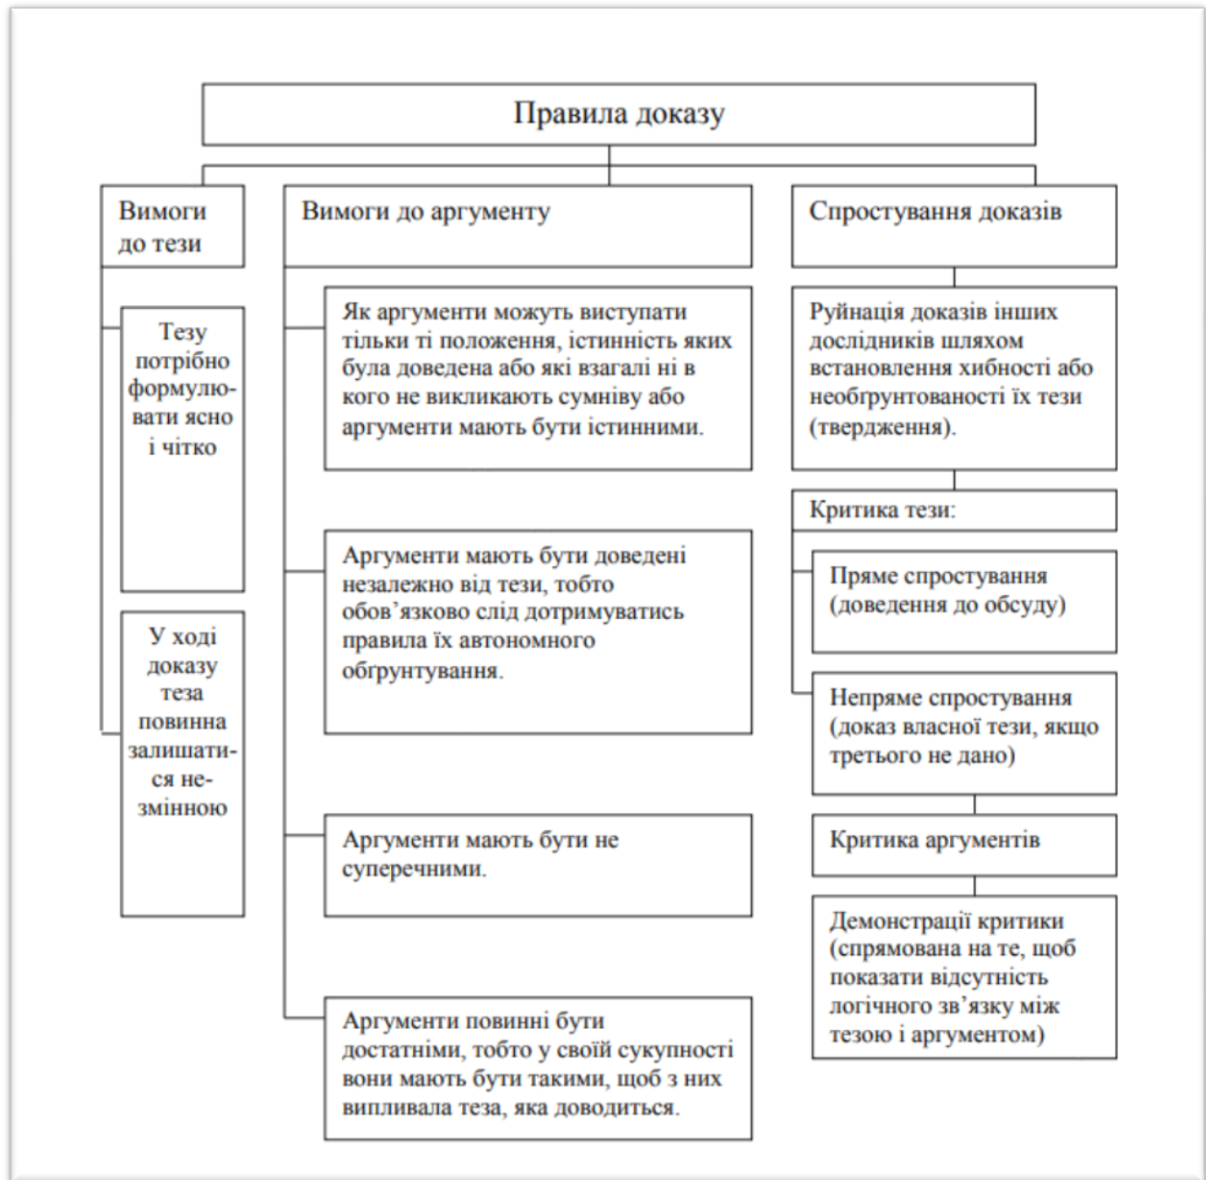 Правила доказу
Вимоги
до тези
Тезу
потрібно
формулю-
вати ясно
і чітко
У ході
доказу
теза
повинна
залишати-
ся не-
змінною
Вимоги до аргументу
Як аргументи можуть виступати
тільки ті положення, істинність яких
була доведена або які взагалі ні в
кого не викликають сумніву або
аргументи мають бути істинними.
Аргументи мають бути доведені
незалежно від тези, тобто
обов’язково слід дотримуватись
правила їх автономного
обґрунтування.
Аргументи мають бути не
суперечними.
Аргументи повинні бути
достатніми, тобто у своїй сукупності
вони мають бути такими, щоб з них
випливала теза, яка доводиться.
Спростування доказів
Руйнація доказів інших
дослідників шляхом
встановлення хибності або
необґрунтованості їх тези
(твердження).
Критика тези:
Пряме спростування
(доведення до обсуду)
Непряме спростування
(доказ власної тези, якщо
третього не дано)
Критика аргументів
Демонстрації критики
(спрямована на те, щоб
показати відсутність
логічного зв’язку між
тезою і аргументом)